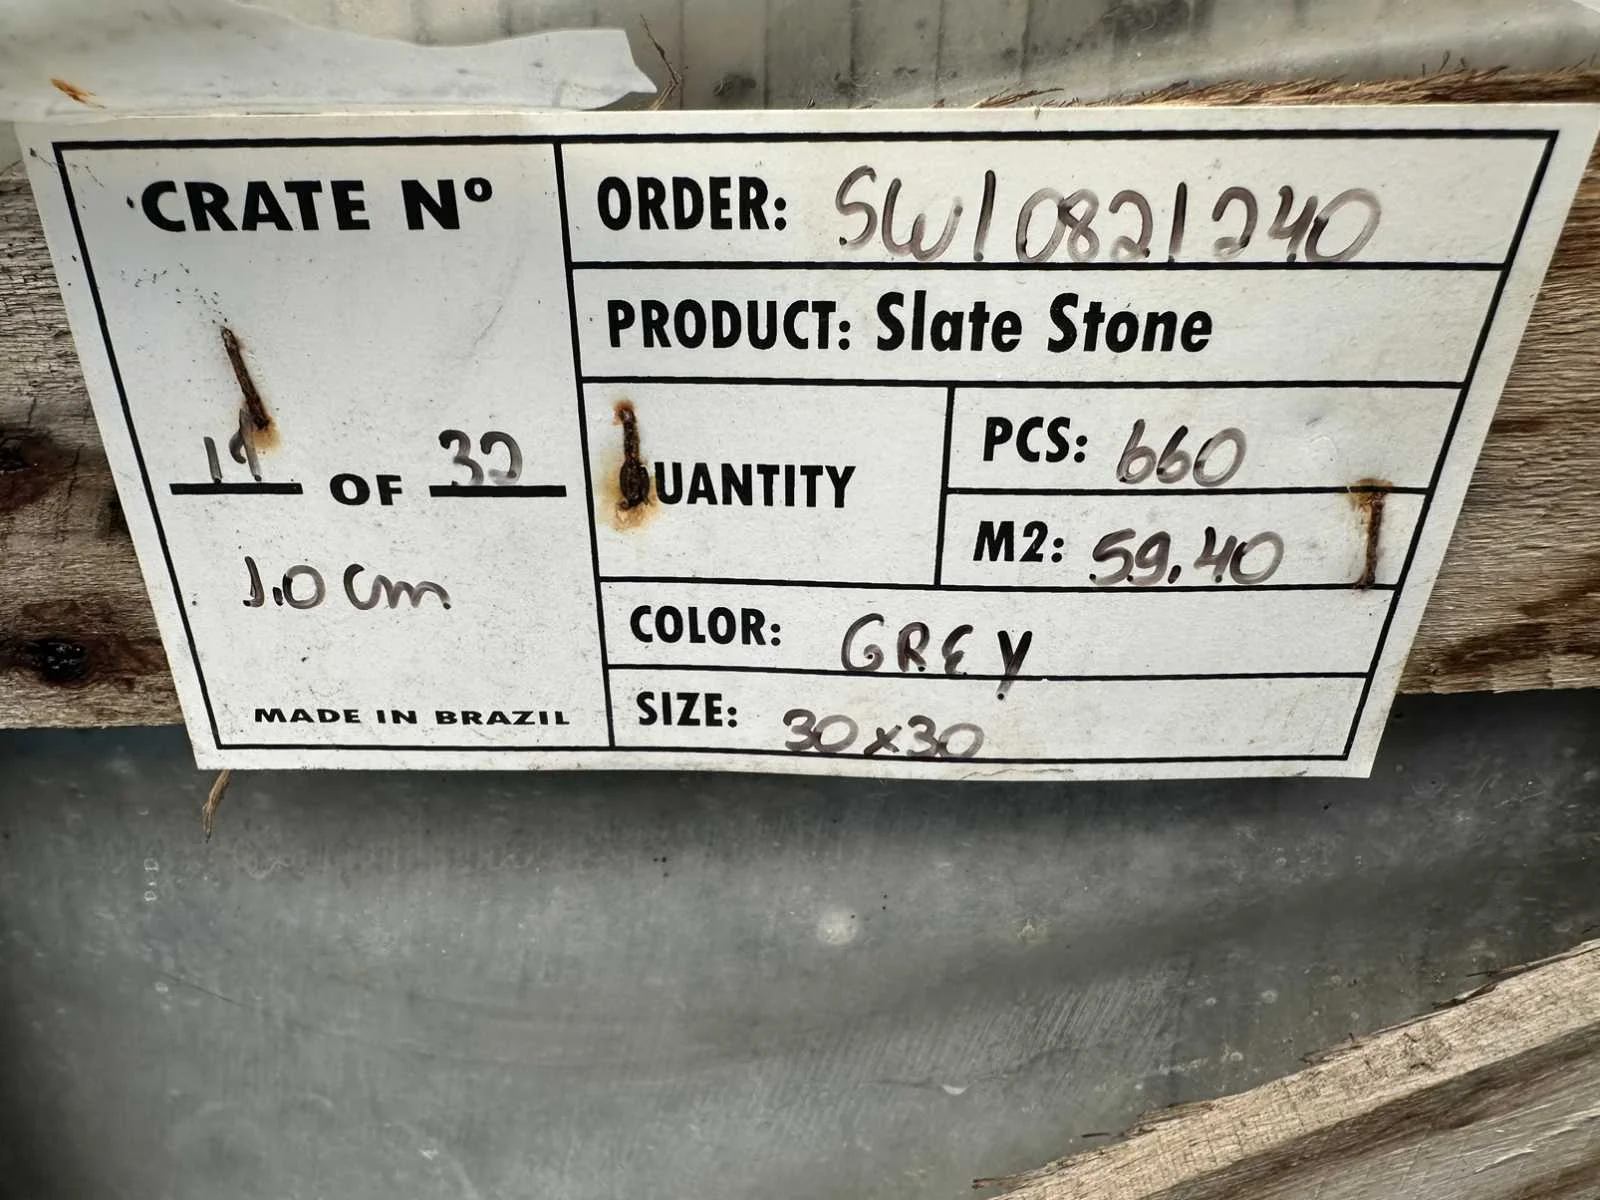 CRATE Nº
19 OF 32
1.0 cm
MADE IN BRAZIL
ORDER: SW10821240
PRODUCT: Slate Stone
QUANTITY
PCS: 660
M2: 59.40
COLOR: GREY
SIZE: 30x30